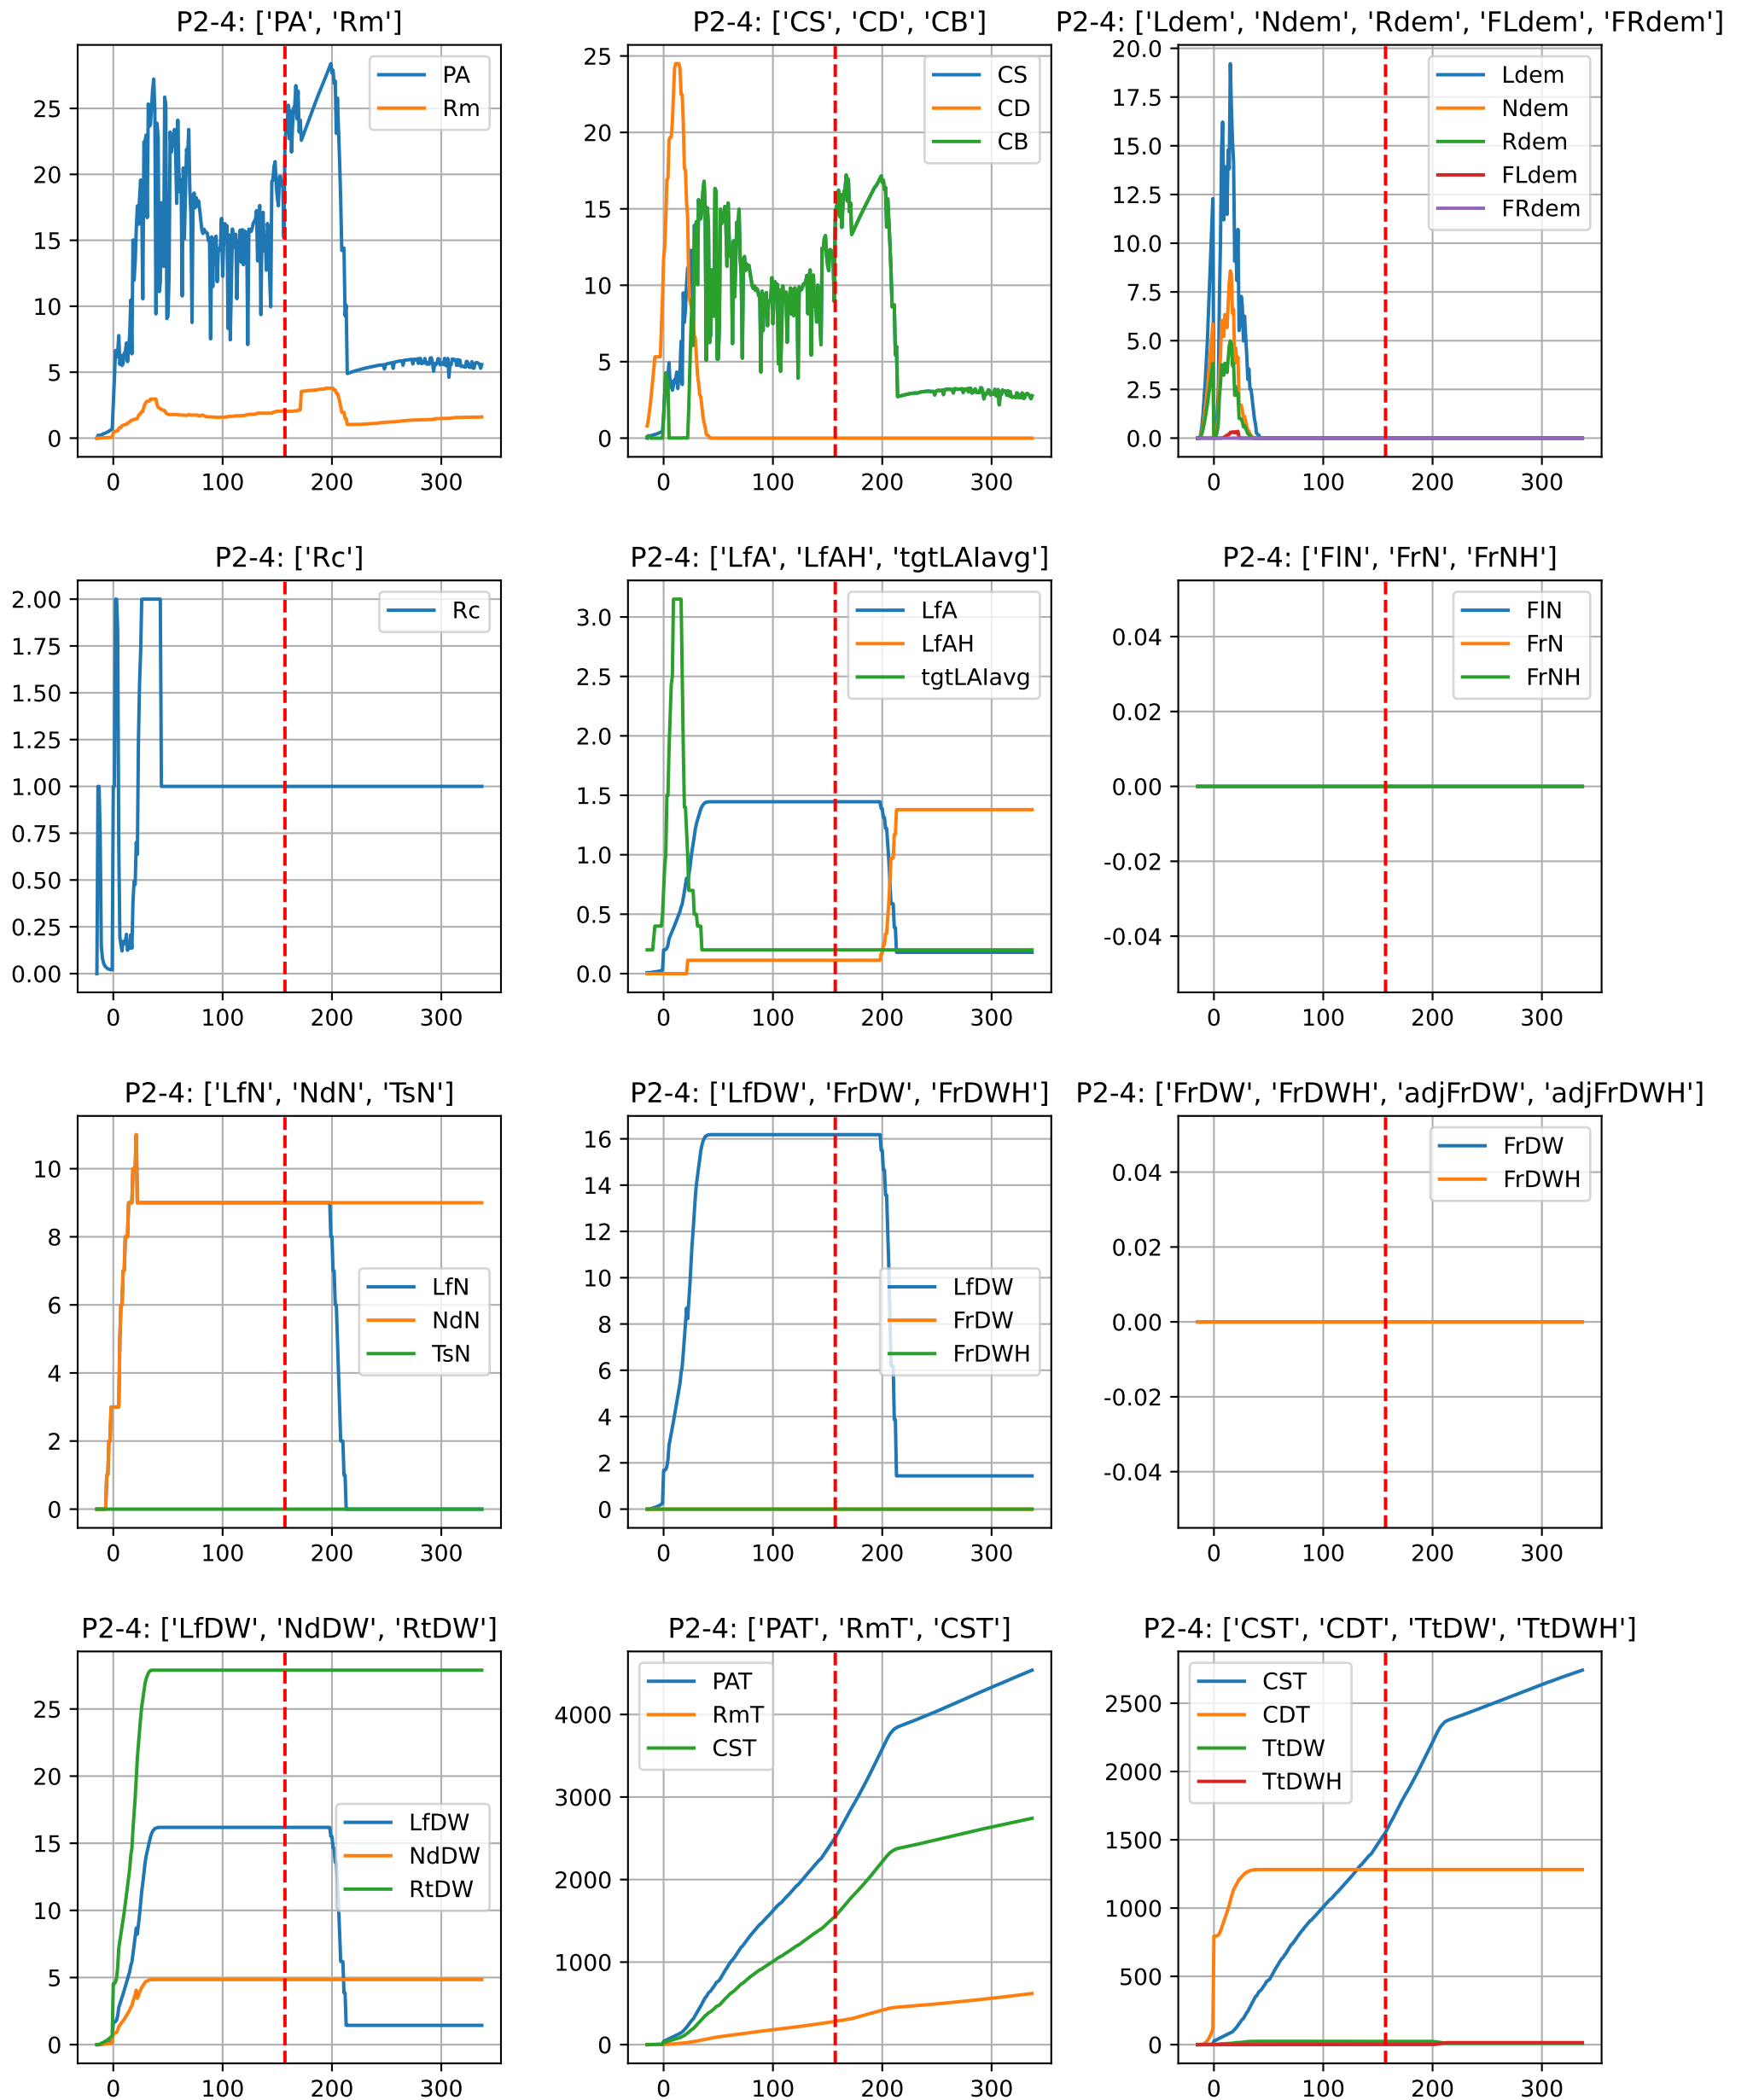 P2-4: ['PA', 'Rm']
25
20
15
10
5
0
PA
Rm
0 100 200 300
P2-4: ['CS', 'CD', 'CB']
25
20
15
10
5
0
CS
CD
CB
0 100 200 300
P2-4: ['Ldem', 'Ndem', 'Rdem', 'FLdem', 'FRdem']
20.0
17.5
15.0
12.5
10.0
7.5
5.0
2.5
0.0
Ldem
Ndem
Rdem
FLdem
FRdem
0 100 200 300
P2-4: ['Rc']
2.00
1.75
1.50
1.25
1.00
0.75
0.50
0.25
0.00
Rc
0 100 200 300
P2-4: ['LfA', 'LfAH', 'tgtLAIavg']
3.0
2.5
2.0
1.5
1.0
0.5
0.0
LfA
LfAH
tgtLAIavg
0 100 200 300
P2-4: ['FlN', 'FrN', 'FrNH']
0.04
0.02
0.00
-0.02
-0.04
FlN
FrN
FrNH
0 100 200 300
P2-4: ['LfN', 'NdN', 'TsN']
10
8
6
4
2
0
LfN
NdN
TsN
0 100 200 300
P2-4: ['LfDW', 'FrDW', 'FrDWH']
16
14
12
10
8
6
4
2
0
LfDW
FrDW
FrDWH
0 100 200 300
P2-4: ['FrDW', 'FrDWH', 'adjFrDW', 'adjFrDWH']
0.04
0.02
0.00
-0.02
-0.04
FrDW
FrDWH
0 100 200 300
P2-4: ['LfDW', 'NdDW', 'RtDW']
25
20
15
10
5
0
LfDW
NdDW
RtDW
0 100 200 300
P2-4: ['PAT', 'RmT', 'CST']
4000
3000
2000
1000
0
PAT
RmT
CST
0 100 200 300
P2-4: ['CST', 'CDT', 'TtDW', 'TtDWH']
2500
2000
1500
1000
500
0
CST
CDT
TtDW
TtDWH
0 100 200 300